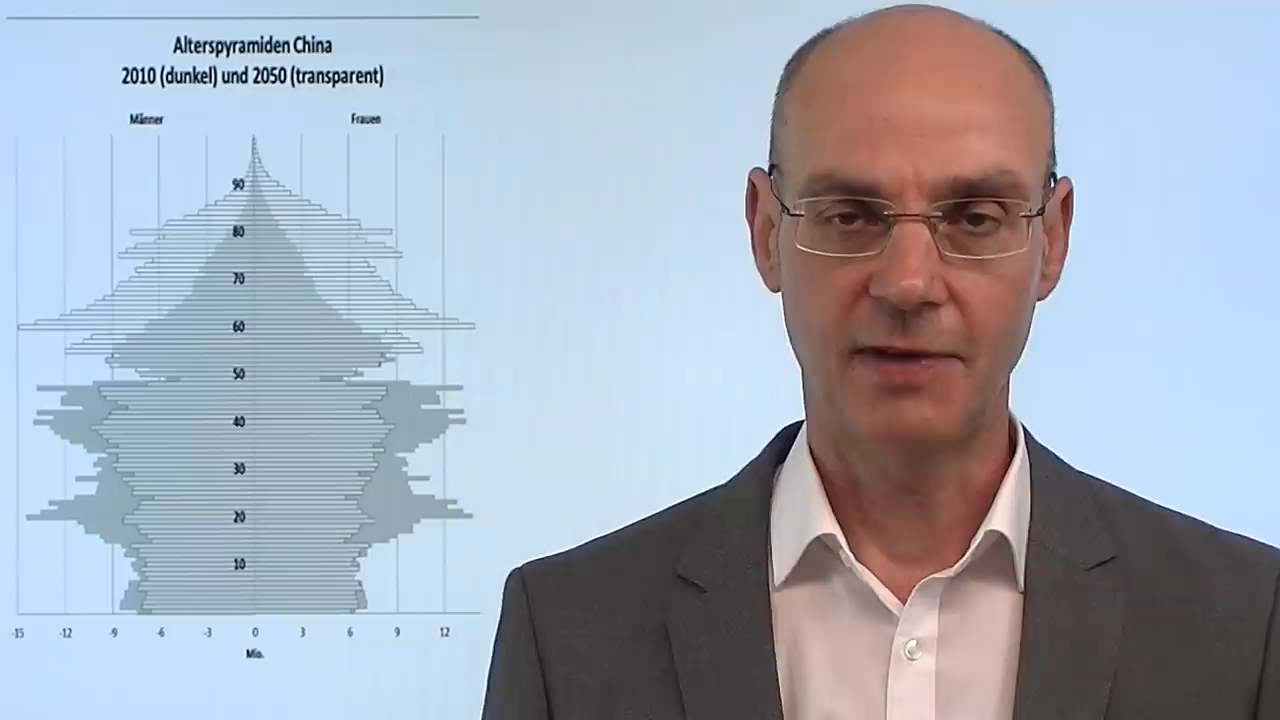 Alterspyramiden China
2010 (dunkel) und 2050 (transparent)
Männer Frauen
90
80
70
60
50
40
30
20
10
-15 -12 -9 -6 -3 0 3 6 9 12
Mio.